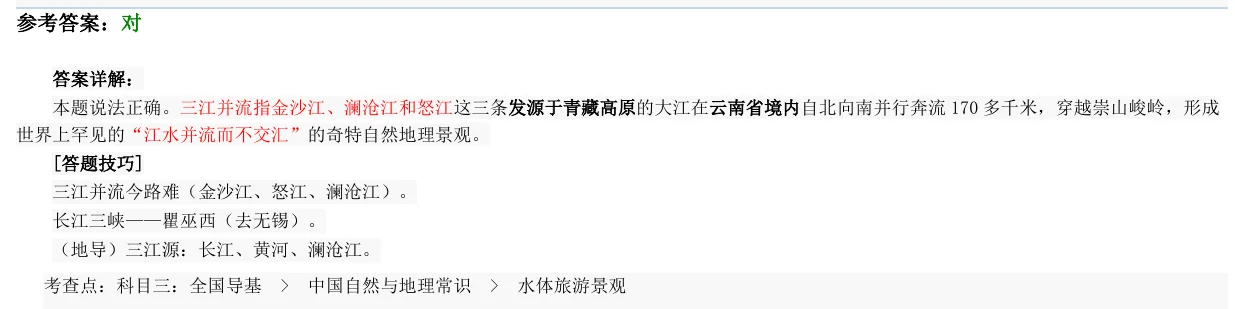 参考答案：对
答案详解：
本题说法正确。三江并流指金沙江、澜沧江和怒江这三条发源于青藏高原的大江在云南省境内自北向南并行奔流 170 多千米，穿越崇山峻岭，形成
世界上罕见的“江水并流而不交汇”的奇特自然地理景观。
[答题技巧]
三江并流今路难（金沙江、怒江、澜沧江）。
长江三峡——瞿巫西（去无锡）。
（地导）三江源：长江、黄河、澜沧江。
考查点：科目三：全国导基 > 中国自然与地理常识 > 水体旅游景观